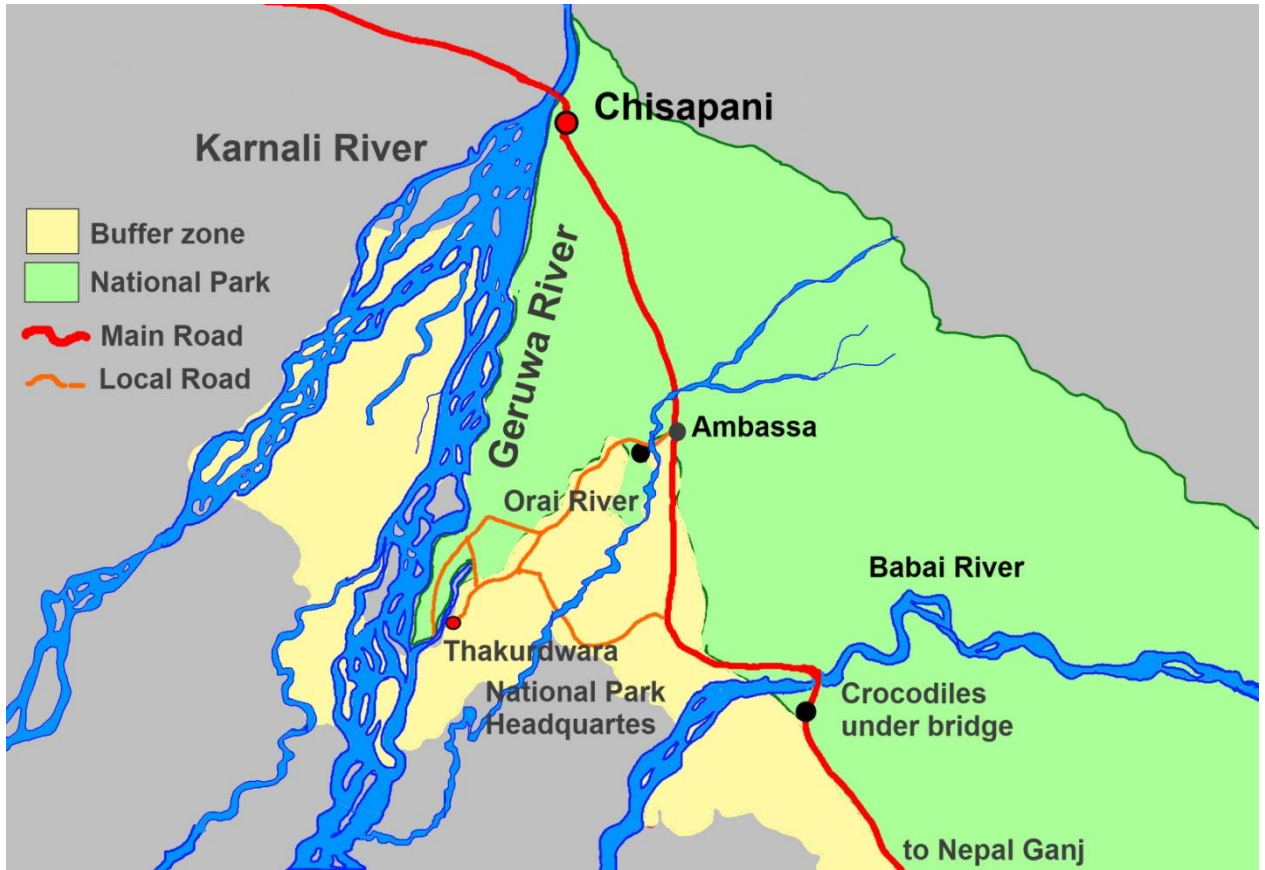 Chisapani
Karnali River
Buffer zone
National Park
Main Road
Local Road
Geruwa River
Ambassa
Orai River
Babai River
Thakurdwara
National Park
Headquartes
Crocodiles
under bridge
to Nepal Ganj